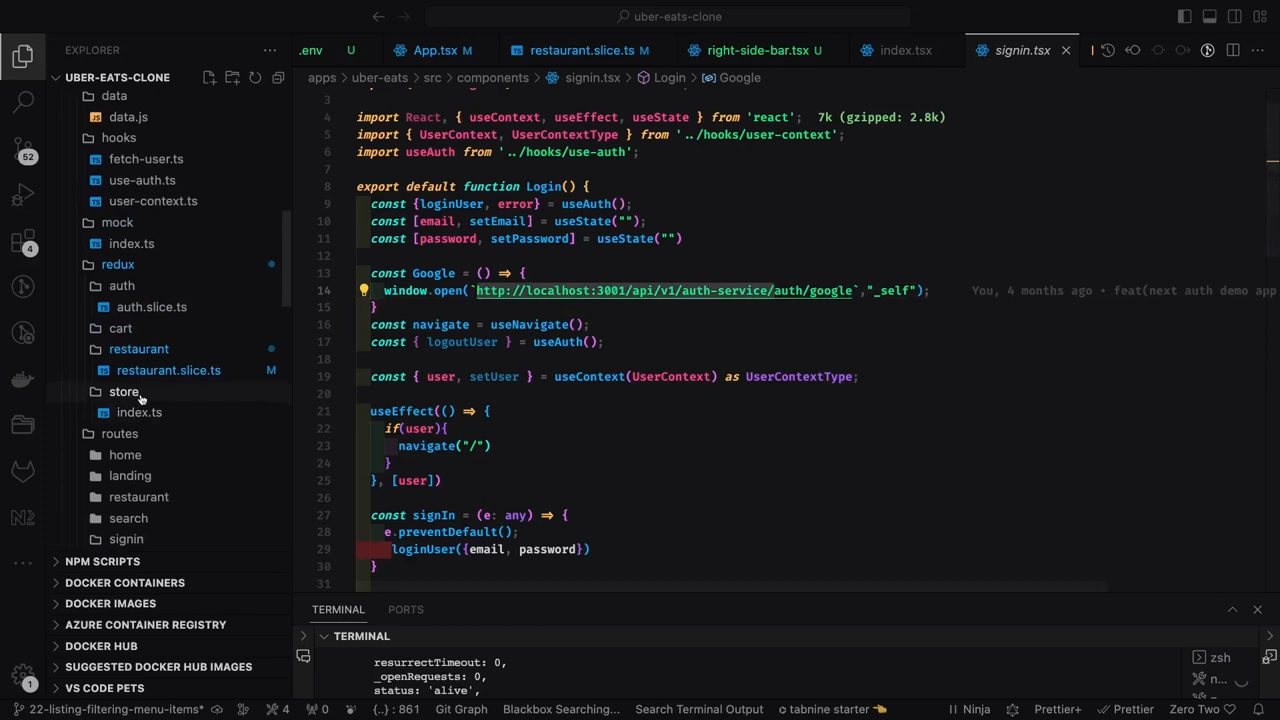 uber-eats-clone
EXPLORER
.env U
App.tsx M
restaurant.slice.ts M
right-side-bar.tsx U
index.tsx
signin.tsx
UBER-EATS-CLONE
apps > uber-eats > src > components > signin.tsx > Login > Google
data
data.js
hooks
fetch-user.ts
use-auth.ts
user-context.ts
mock
index.ts
redux
auth
auth.slice.ts
cart
restaurant
restaurant.slice.ts M
store
index.ts
routes
home
landing
restaurant
search
signin
NPM SCRIPTS
DOCKER CONTAINERS
DOCKER IMAGES
AZURE CONTAINER REGISTRY
DOCKER HUB
SUGGESTED DOCKER HUB IMAGES
VS CODE PETS
52
4
1
3
4 import React, { useContext, useEffect, useState } from 'react'; 7k (gzipped: 2.8k)
5 import { UserContext, UserContextType } from '../hooks/user-context';
6 import useAuth from '../hooks/use-auth';
7
8 export default function Login() {
9 const {loginUser, error} = useAuth();
10 const [email, setEmail] = useState("");
11 const [password, setPassword] = useState("")
12
13 const Google = () => {
14 window.open(`http://localhost:3001/api/v1/auth-service/auth/google`,"_self"); You, 4 months ago • feat(next auth demo app
15 }
16 const navigate = useNavigate();
17 const { logoutUser } = useAuth();
18
19 const { user, setUser } = useContext(UserContext) as UserContextType;
20
21 useEffect(() => {
22 if(user){
23 navigate("/")
24 }
25 }, [user])
26
27 const signIn = (e: any) => {
28 e.preventDefault();
29 loginUser({email, password})
30 }
31
TERMINAL PORTS
TERMINAL
resurrectTimeout: 0,
_openRequests: 0,
status: 'alive',
zsh
n...
22-listing-filtering-menu-items* 4 0 {..} : 861 Git Graph Blackbox Searching... Search Terminal Output tabnine starter Ninja Prettier+ Prettier Zero Two